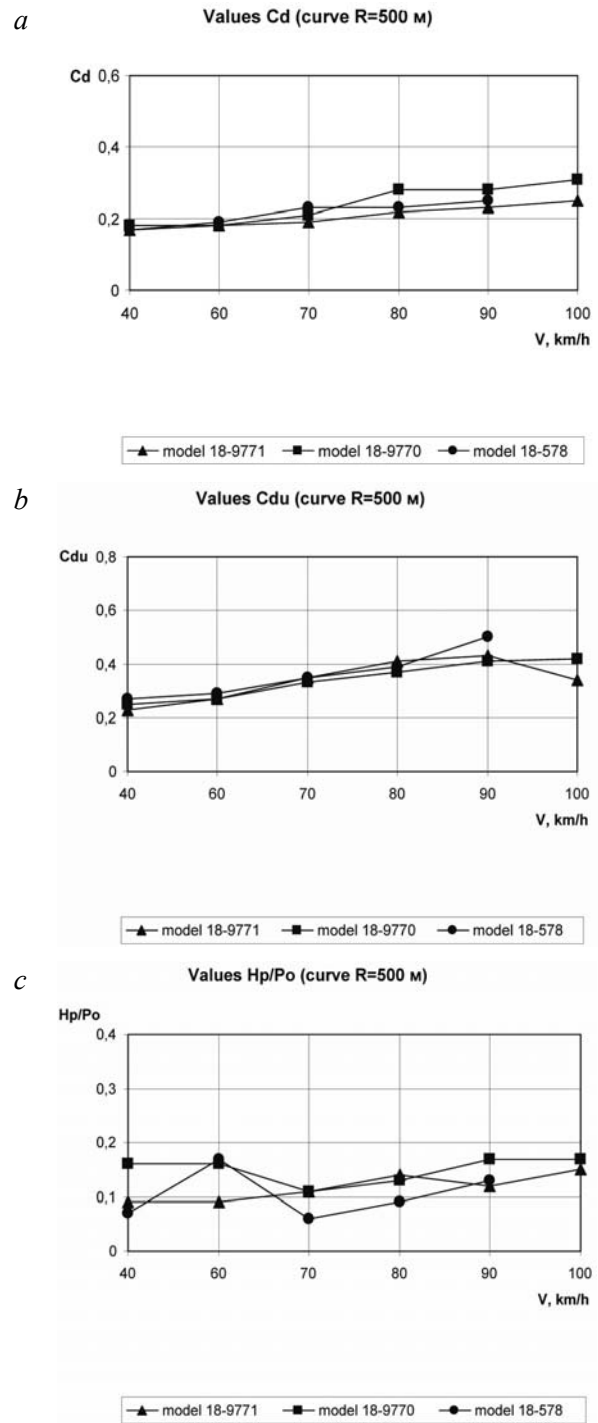 a
Values Cd (curve R=500 м)
Cd
0,6
0,4
0,2
0
40 60 70 80 90 100
V, km/h
model 18-9771 model 18-9770 model 18-578
b
Values Cdu (curve R=500 м)
Cdu
0,8
0,6
0,4
0,2
0
40 60 70 80 90 100
V, km/h
model 18-9771 model 18-9770 model 18-578
c
Values Hp/Po (curve R=500 м)
Hp/Po
0,4
0,3
0,2
0,1
0
40 60 70 80 90 100
V, km/h
model 18-9771 model 18-9770 model 18-578